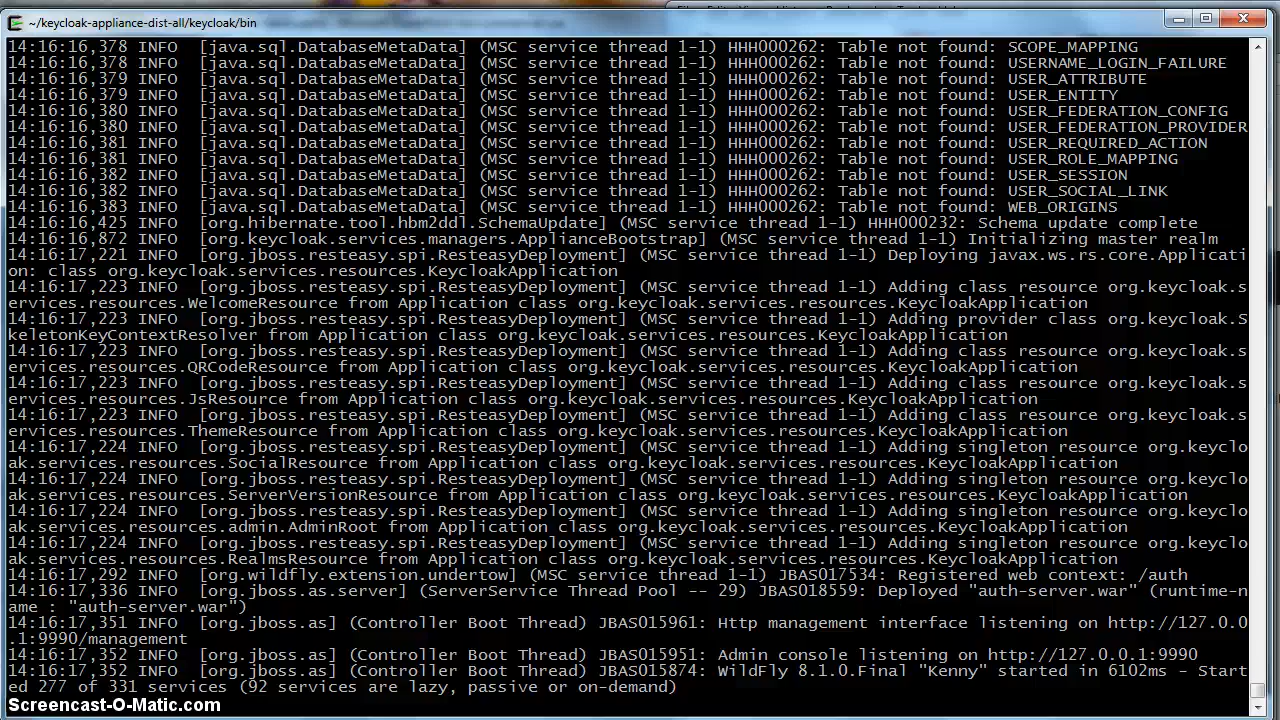 ~/keycloak-appliance-dist-all/keycloak/bin
14:16:16,378 INFO  [java.sql.DatabaseMetaData] (MSC service thread 1-1) HHH000262: Table not found: SCOPE_MAPPING
14:16:16,378 INFO  [java.sql.DatabaseMetaData] (MSC service thread 1-1) HHH000262: Table not found: USERNAME_LOGIN_FAILURE
14:16:16,379 INFO  [java.sql.DatabaseMetaData] (MSC service thread 1-1) HHH000262: Table not found: USER_ATTRIBUTE
14:16:16,379 INFO  [java.sql.DatabaseMetaData] (MSC service thread 1-1) HHH000262: Table not found: USER_ENTITY
14:16:16,380 INFO  [java.sql.DatabaseMetaData] (MSC service thread 1-1) HHH000262: Table not found: USER_FEDERATION_CONFIG
14:16:16,380 INFO  [java.sql.DatabaseMetaData] (MSC service thread 1-1) HHH000262: Table not found: USER_FEDERATION_PROVIDER
14:16:16,381 INFO  [java.sql.DatabaseMetaData] (MSC service thread 1-1) HHH000262: Table not found: USER_REQUIRED_ACTION
14:16:16,381 INFO  [java.sql.DatabaseMetaData] (MSC service thread 1-1) HHH000262: Table not found: USER_ROLE_MAPPING
14:16:16,382 INFO  [java.sql.DatabaseMetaData] (MSC service thread 1-1) HHH000262: Table not found: USER_SESSION
14:16:16,382 INFO  [java.sql.DatabaseMetaData] (MSC service thread 1-1) HHH000262: Table not found: USER_SOCIAL_LINK
14:16:16,383 INFO  [java.sql.DatabaseMetaData] (MSC service thread 1-1) HHH000262: Table not found: WEB_ORIGINS
14:16:16,425 INFO  [org.hibernate.tool.hbm2ddl.SchemaUpdate] (MSC service thread 1-1) HHH000232: Schema update complete
14:16:16,872 INFO  [org.keycloak.services.managers.ApplianceBootstrap] (MSC service thread 1-1) Initializing master realm
14:16:17,221 INFO  [org.jboss.resteasy.spi.ResteasyDeployment] (MSC service thread 1-1) Deploying javax.ws.rs.core.Applicati
on: class org.keycloak.services.resources.KeycloakApplication
14:16:17,223 INFO  [org.jboss.resteasy.spi.ResteasyDeployment] (MSC service thread 1-1) Adding class resource org.keycloak.s
ervices.resources.WelcomeResource from Application class org.keycloak.services.resources.KeycloakApplication
14:16:17,223 INFO  [org.jboss.resteasy.spi.ResteasyDeployment] (MSC service thread 1-1) Adding provider class org.keycloak.S
keletonKeyContextResolver from Application class org.keycloak.services.resources.KeycloakApplication
14:16:17,223 INFO  [org.jboss.resteasy.spi.ResteasyDeployment] (MSC service thread 1-1) Adding class resource org.keycloak.s
ervices.resources.QRCodeResource from Application class org.keycloak.services.resources.KeycloakApplication
14:16:17,223 INFO  [org.jboss.resteasy.spi.ResteasyDeployment] (MSC service thread 1-1) Adding class resource org.keycloak.s
ervices.resources.JsResource from Application class org.keycloak.services.resources.KeycloakApplication
14:16:17,223 INFO  [org.jboss.resteasy.spi.ResteasyDeployment] (MSC service thread 1-1) Adding class resource org.keycloak.s
ervices.resources.ThemeResource from Application class org.keycloak.services.resources.KeycloakApplication
14:16:17,224 INFO  [org.jboss.resteasy.spi.ResteasyDeployment] (MSC service thread 1-1) Adding singleton resource org.keyclo
ak.services.resources.SocialResource from Application class org.keycloak.services.resources.KeycloakApplication
14:16:17,224 INFO  [org.jboss.resteasy.spi.ResteasyDeployment] (MSC service thread 1-1) Adding singleton resource org.keyclo
ak.services.resources.ServerVersionResource from Application class org.keycloak.services.resources.KeycloakApplication
14:16:17,224 INFO  [org.jboss.resteasy.spi.ResteasyDeployment] (MSC service thread 1-1) Adding singleton resource org.keyclo
ak.services.resources.admin.AdminRoot from Application class org.keycloak.services.resources.KeycloakApplication
14:16:17,224 INFO  [org.jboss.resteasy.spi.ResteasyDeployment] (MSC service thread 1-1) Adding singleton resource org.keyclo
ak.services.resources.RealmsResource from Application class org.keycloak.services.resources.KeycloakApplication
14:16:17,292 INFO  [org.wildfly.extension.undertow] (MSC service thread 1-1) JBAS017534: Registered web context: /auth
14:16:17,336 INFO  [org.jboss.as.server] (ServerService Thread Pool -- 29) JBAS018559: Deployed "auth-server.war" (runtime-n
ame : "auth-server.war")
14:16:17,351 INFO  [org.jboss.as] (Controller Boot Thread) JBAS015961: Http management interface listening on http://127.0.0
.1:9990/management
14:16:17,352 INFO  [org.jboss.as] (Controller Boot Thread) JBAS015951: Admin console listening on http://127.0.0.1:9990
14:16:17,352 INFO  [org.jboss.as] (Controller Boot Thread) JBAS015874: WildFly 8.1.0.Final "Kenny" started in 6102ms - Start
ed 277 of 331 services (92 services are lazy, passive or on-demand)
Screencast-O-Matic.com